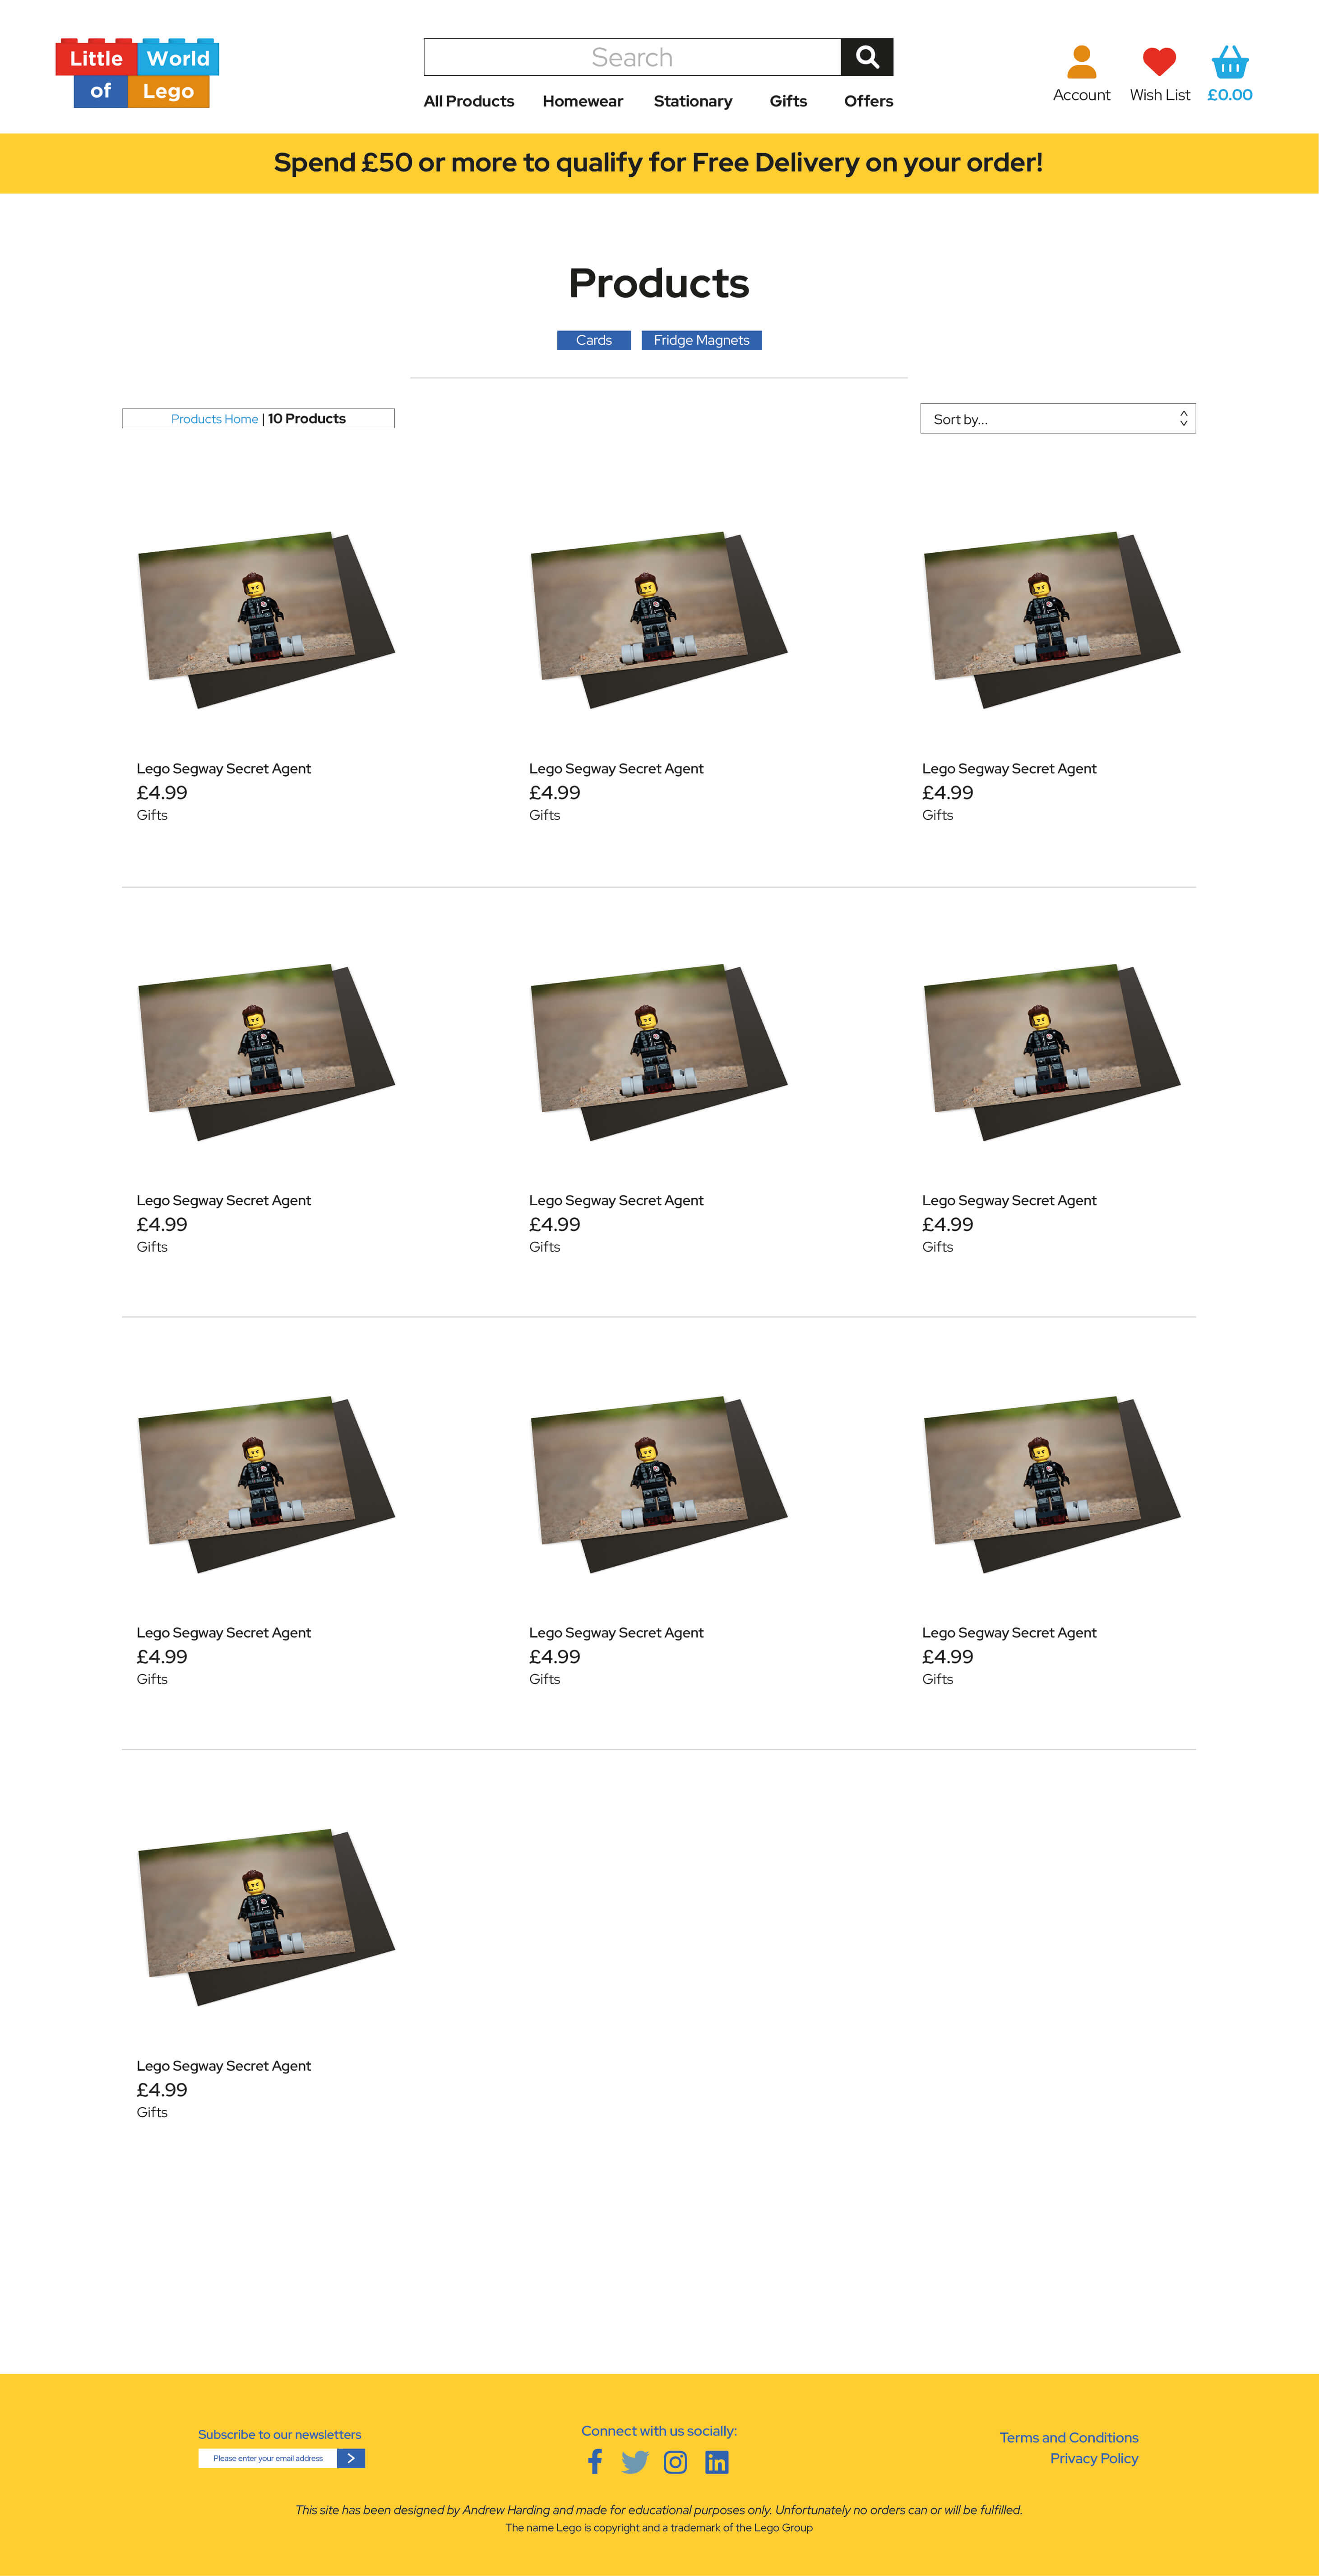 Little World
of Lego
Search
All Products Homewear Stationary Gifts Offers
Account Wish List £0.00
Spend £50 or more to qualify for Free Delivery on your order!
Products
Cards Fridge Magnets
Products Home | 10 Products
Sort by...
Lego Segway Secret Agent Lego Segway Secret Agent Lego Segway Secret Agent
£4.99 £4.99 £4.99
Gifts Gifts Gifts
Lego Segway Secret Agent Lego Segway Secret Agent Lego Segway Secret Agent
£4.99 £4.99 £4.99
Gifts Gifts Gifts
Lego Segway Secret Agent Lego Segway Secret Agent Lego Segway Secret Agent
£4.99 £4.99 £4.99
Gifts Gifts Gifts
Lego Segway Secret Agent
£4.99
Gifts
Subscribe to our newsletters
Please enter your email address
Connect with us socially:
Terms and Conditions
Privacy Policy
This site has been designed by Andrew Harding and made for educational purposes only. Unfortunately no orders can or will be fulfilled.
The name Lego is copyright and a trademark of the Lego Group